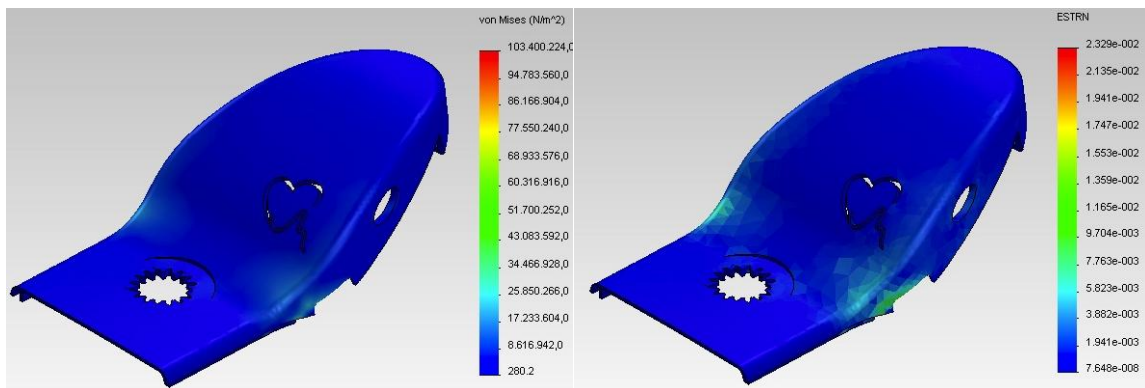 von Mises (N/m^2)
103.400.224,0
94.783.560,0
86.166.904,0
77.550.240,0
68.933.576,0
60.316.916,0
51.700.252,0
43.083.592,0
34.466.928,0
25.850.266,0
17.233.604,0
8.616.942,0
280.2
ESTRN
2.329e-002
2.135e-002
1.941e-002
1.747e-002
1.553e-002
1.359e-002
1.165e-002
9.704e-003
7.763e-003
5.823e-003
3.882e-003
1.941e-003
7.648e-008